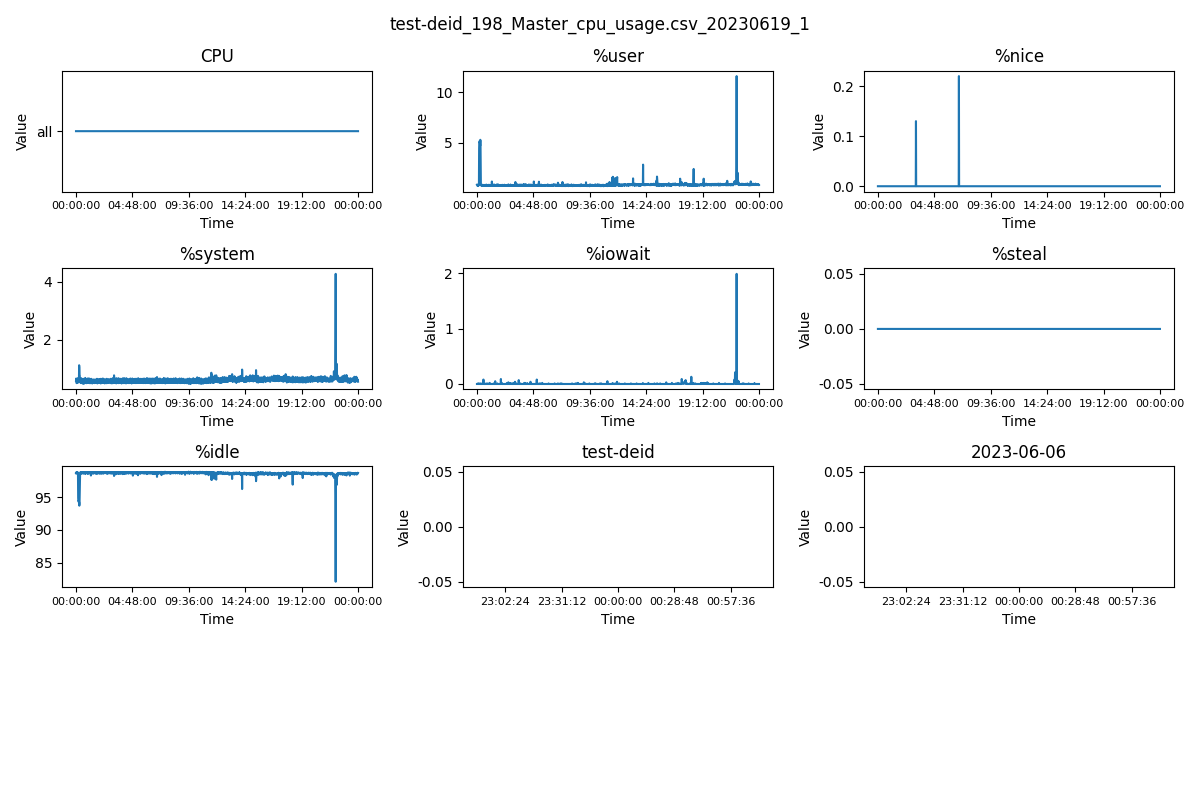 test-deid_198_Master_cpu_usage.csv_20230619_1
CPU
%user
%nice
Value
all
00:00:00 04:48:00 09:36:00 14:24:00 19:12:00 00:00:00
Time
Value
10
5
00:00:00 04:48:00 09:36:00 14:24:00 19:12:00 00:00:00
Time
Value
0.2
0.1
0.0
00:00:00 04:48:00 09:36:00 14:24:00 19:12:00 00:00:00
Time
%system
%iowait
%steal
Value
4
2
00:00:00 04:48:00 09:36:00 14:24:00 19:12:00 00:00:00
Time
Value
2
1
0
00:00:00 04:48:00 09:36:00 14:24:00 19:12:00 00:00:00
Time
Value
0.05
0.00
-0.05
00:00:00 04:48:00 09:36:00 14:24:00 19:12:00 00:00:00
Time
%idle
test-deid
2023-06-06
Value
95
90
85
00:00:00 04:48:00 09:36:00 14:24:00 19:12:00 00:00:00
Time
Value
0.05
0.00
-0.05
23:02:24 23:31:12 00:00:00 00:28:48 00:57:36
Time
Value
0.05
0.00
-0.05
23:02:24 23:31:12 00:00:00 00:28:48 00:57:36
Time